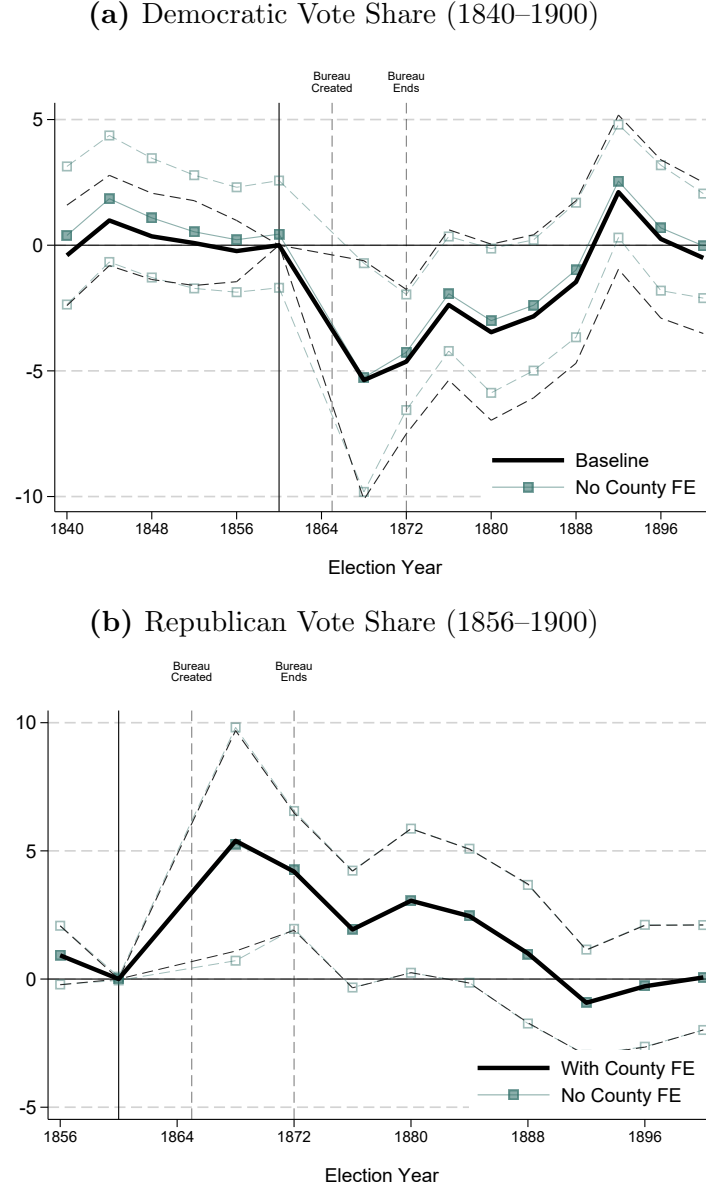 (a) Democratic Vote Share (1840–1900)
Bureau Created
Bureau Ends
5
0
-5
-10
Baseline
No County FE
1840 1848 1856 1864 1872 1880 1888 1896
Election Year
(b) Republican Vote Share (1856–1900)
Bureau Created
Bureau Ends
10
5
0
-5
With County FE
No County FE
1856 1864 1872 1880 1888 1896
Election Year